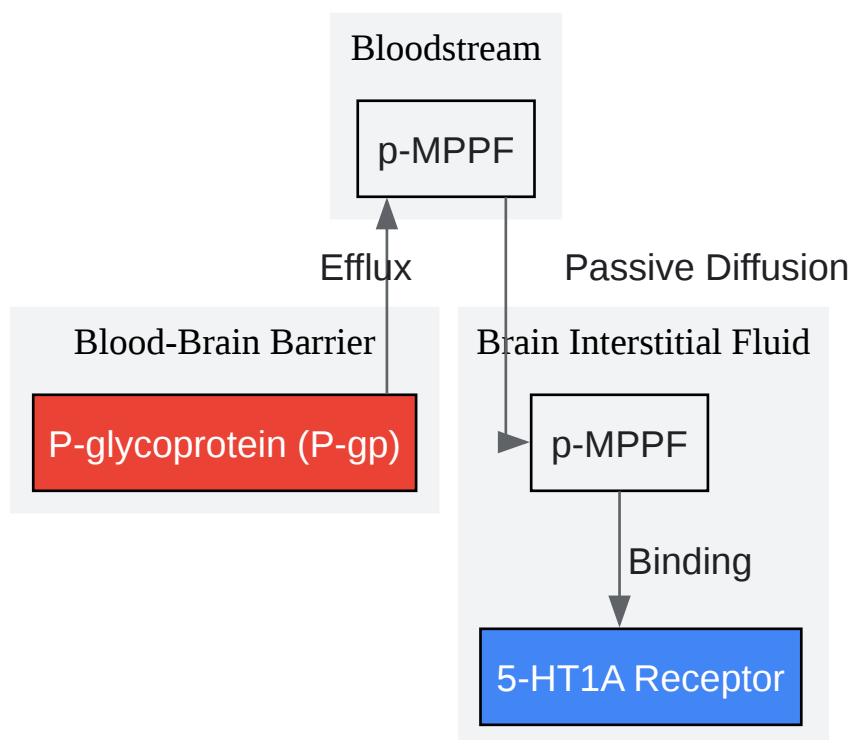 Bloodstream
p-MPPF
Efflux
Passive Diffusion
Blood-Brain Barrier
Brain Interstitial Fluid
P-glycoprotein (P-gp)
p-MPPF
Binding
5-HT1A Receptor